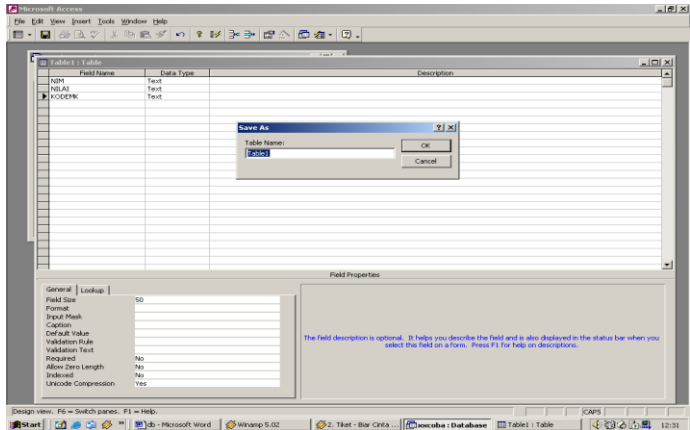 Microsoft Access
File Edit View Insert Tools Window Help
Table1 : Table
Field Name Data Type Description
NIM Text
NILAI Text
KODEMK Text
Save As
Table Name:
Table1
OK
Cancel
Field Properties
General Lookup
Field Size 50
Format
Input Mask
Caption
Default Value
Validation Rule
Validation Text
Required No
Allow Zero Length No
Indexed No
Unicode Compression Yes
The field description is optional. It helps you describe the field and is also displayed in the status bar when you
select this field on a form. Press F1 for help on descriptions.
Design view. F6 = Switch panes. F1 = Help. CAPS
Start db - Microsoft Word Winamp 5.02 2. Tiket - Biar Cinta ... : Database Table1 : Table 12:31